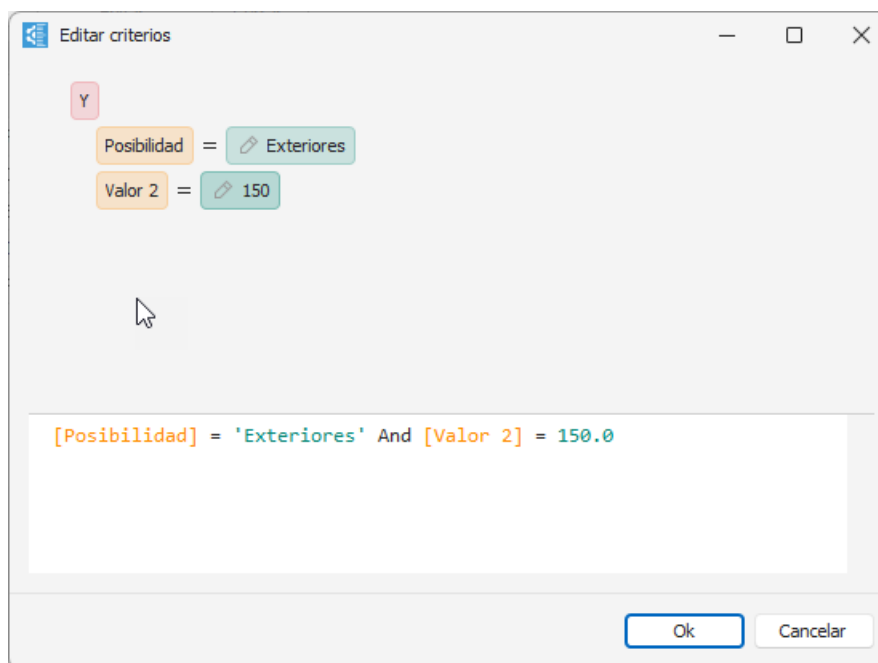 Editar criterios
Y
Posibilidad = Exteriores
Valor 2 = 150
[Posibilidad] = 'Exteriores' And [Valor 2] = 150.0
Ok Cancelar